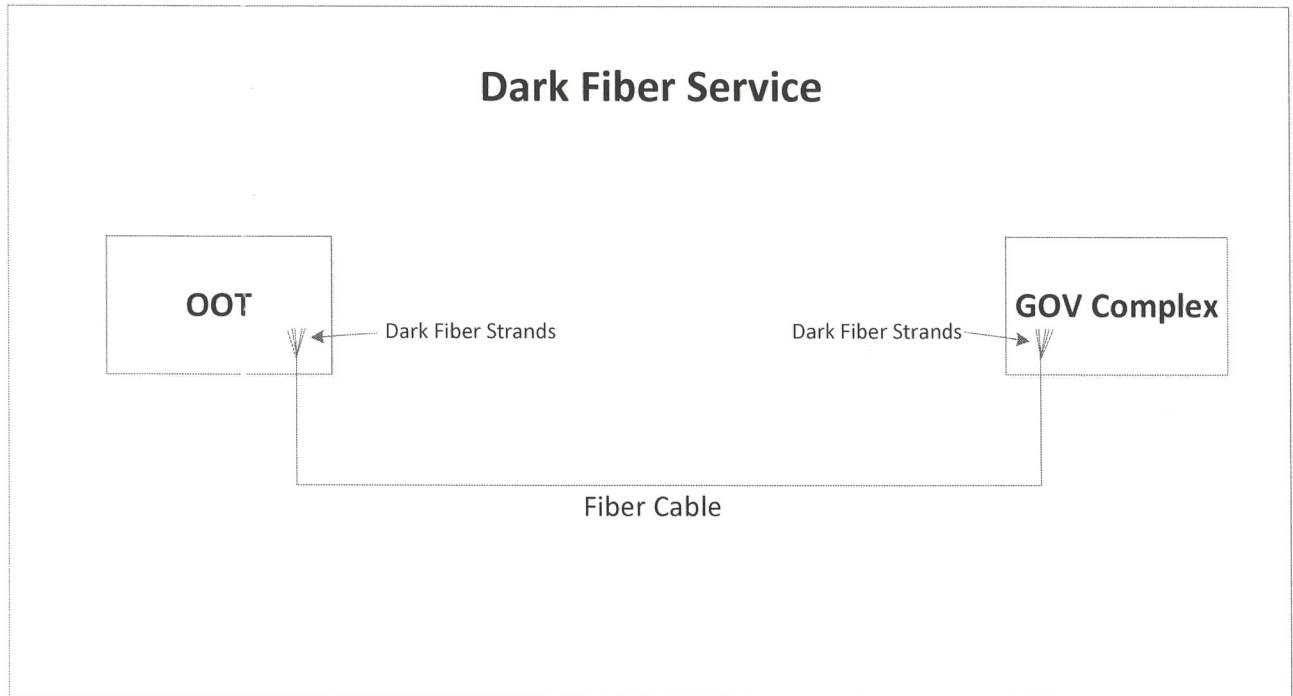 Dark Fiber Service
OOT
GOV Complex
Dark Fiber Strands
Dark Fiber Strands
Fiber Cable